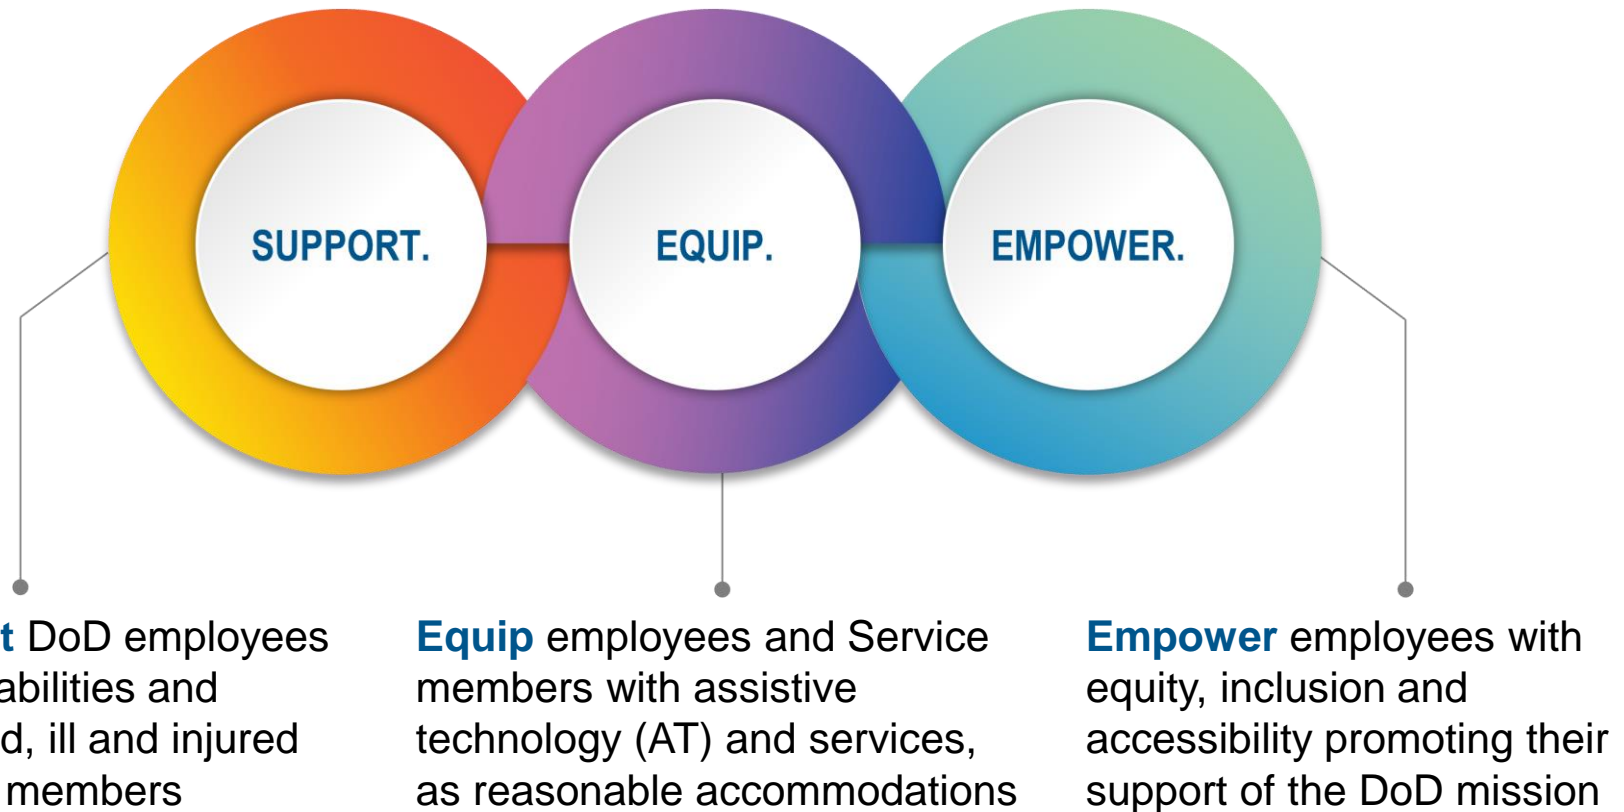 SUPPORT.
EQUIP.
EMPOWER.
t DoD employees
abilities and
d, ill and injured
members
Equip employees and Service
members with assistive
technology (AT) and services,
as reasonable accommodations
Empower employees with
equity, inclusion and
accessibility promoting their
support of the DoD mission